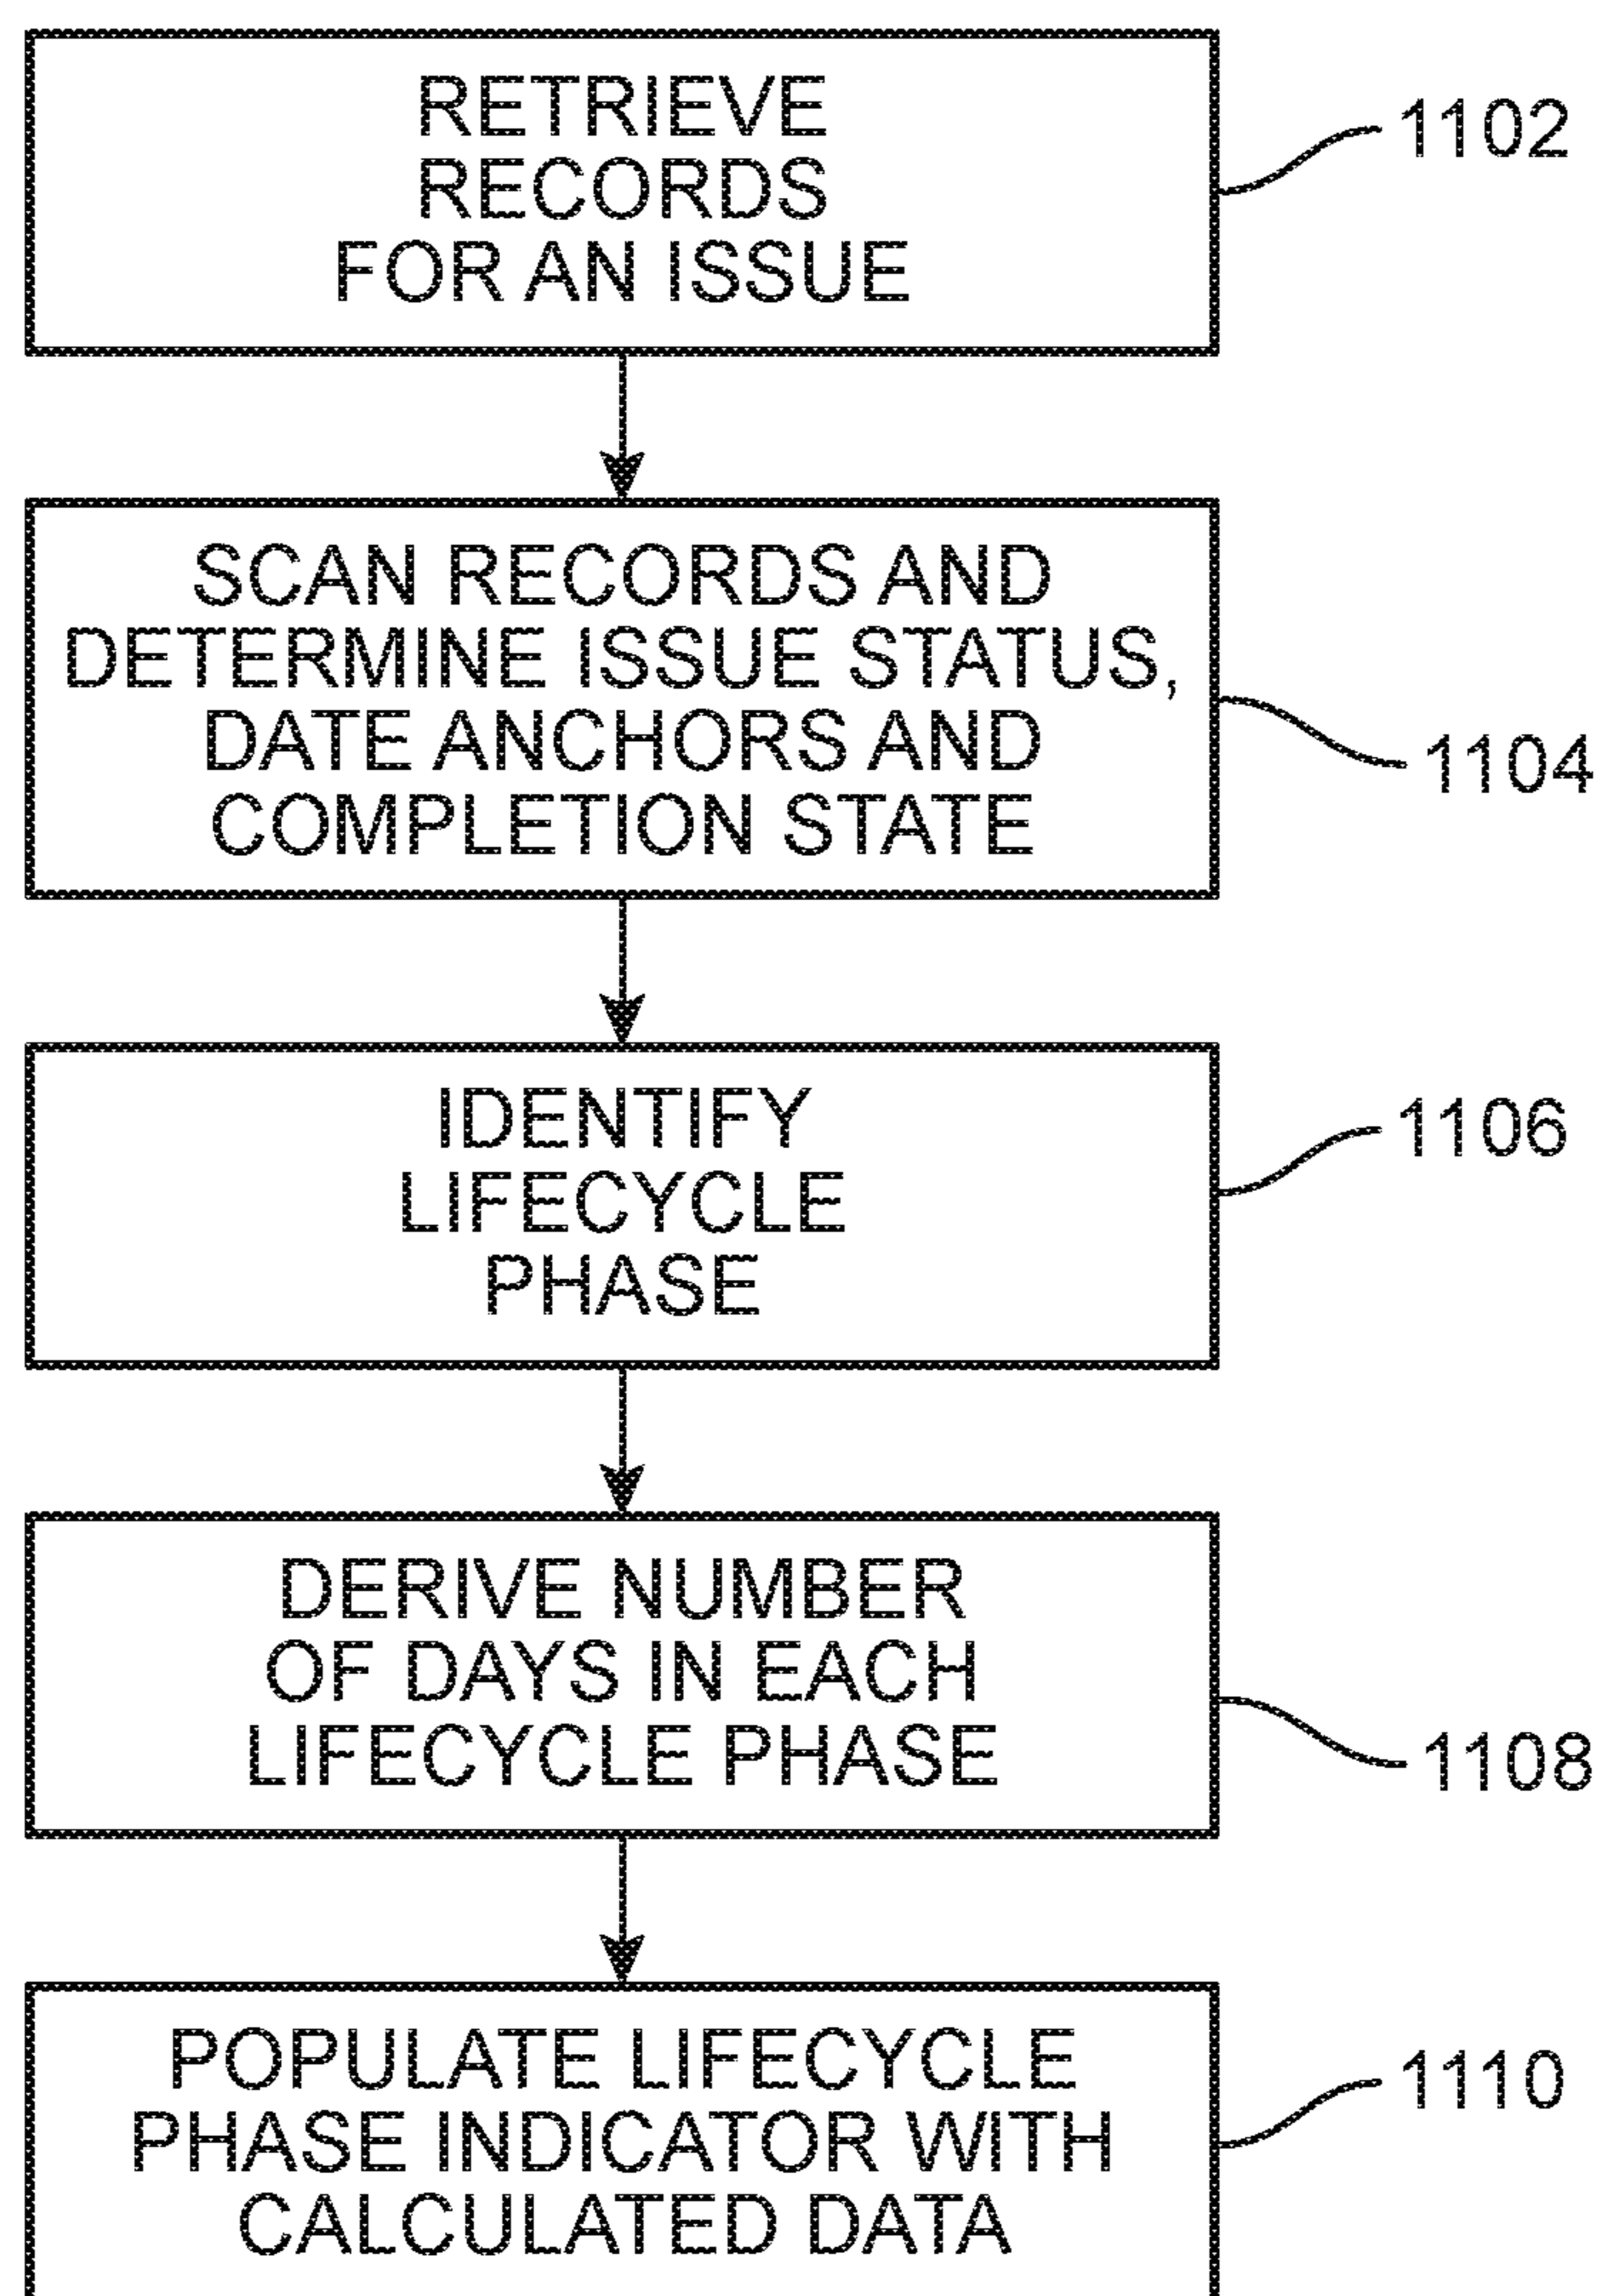 RETRIEVE
RECORDS
FOR AN ISSUE
1102
SCAN RECORDS AND
DETERMINE ISSUE STATUS,
DATE ANCHORS AND
COMPLETION STATE
1104
IDENTIFY
LIFECYCLE
PHASE
1106
DERIVE NUMBER
OF DAYS IN EACH
LIFECYCLE PHASE
1108
POPULATE LIFECYCLE
PHASE INDICATOR WITH
CALCULATED DATA
1110